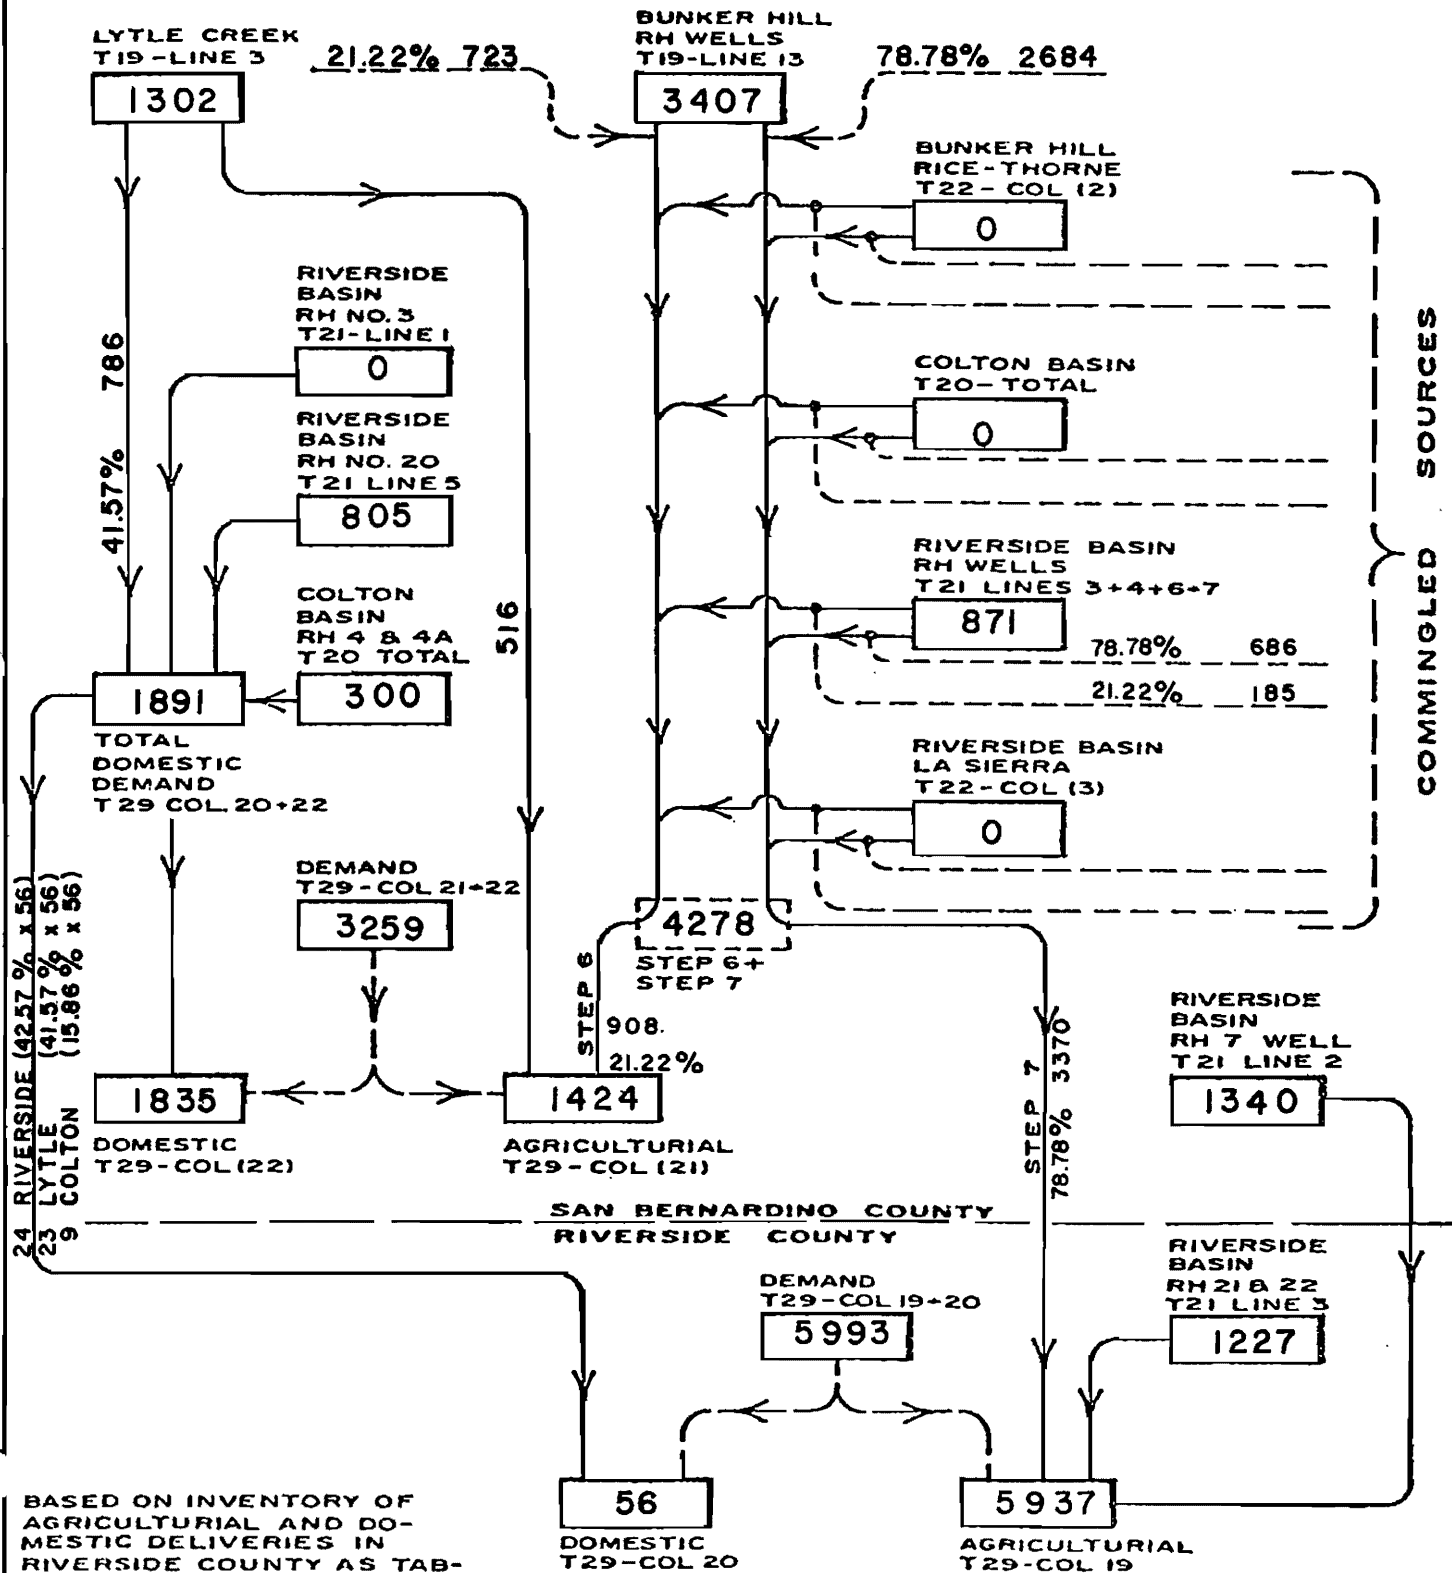 LYTLE CREEK
T19-LINE 3
1302
21.22% 723
BUNKER HILL
RH WELLS
T19-LINE 13
3407
78.78% 2684
BUNKER HILL
RICE-THORNE
T22-COL (2)
0
RIVERSIDE
BASIN
RH NO. 3
T21-LINE 1
0
786
41.57%
COLTON BASIN
T20-TOTAL
0
RIVERSIDE
BASIN
RH NO. 20
T21 LINE 5
805
COMMINGLED SOURCES
RIVERSIDE BASIN
RH WELLS
T21 LINES 3+4+6+7
871
78.78% 686
21.22% 185
COLTON
BASIN
RH 4 & 4A
T20 TOTAL
300
516
1891
TOTAL
DOMESTIC
DEMAND
T29 COL. 20+22
RIVERSIDE BASIN
LA SIERRA
T22-COL (3)
0
DEMAND
T29-COL 21+22
3259
4278
STEP 6+
STEP 7
STEP 6
908.
21.22%
24 RIVERSIDE (42.57% x 56)
23 LYTLE (41.57% x 56)
9 COLTON (15.86% x 56)
1835
DOMESTIC
T29-COL (22)
1424
AGRICULTURIAL
T29-COL (21)
STEP 7
78.78% 3370
RIVERSIDE
BASIN
RH 7 WELL
T21 LINE 2
1340
SAN BERNARDINO COUNTY
RIVERSIDE COUNTY
RIVERSIDE
BASIN
RH 21 & 22
T21 LINE 3
1227
DEMAND
T29-COL 19+20
5993
56
DOMESTIC
T29-COL 20
5937
AGRICULTURIAL
T29-COL 19
BASED ON INVENTORY OF
AGRICULTURIAL AND DO-
MESTIC DELIVERIES IN
RIVERSIDE COUNTY AS TAB-